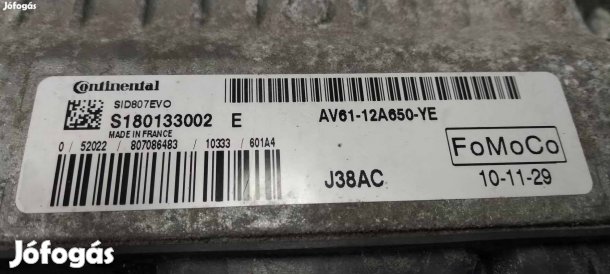 Jófogás
Continental
SID807EVO
S180133002 E
MADE IN FRANCE
0 / 52022 / 807086483 / 10333 / 601A4
AV61-12A650-YE
FoMoCo
J38AC
10-11-29
Jófogás